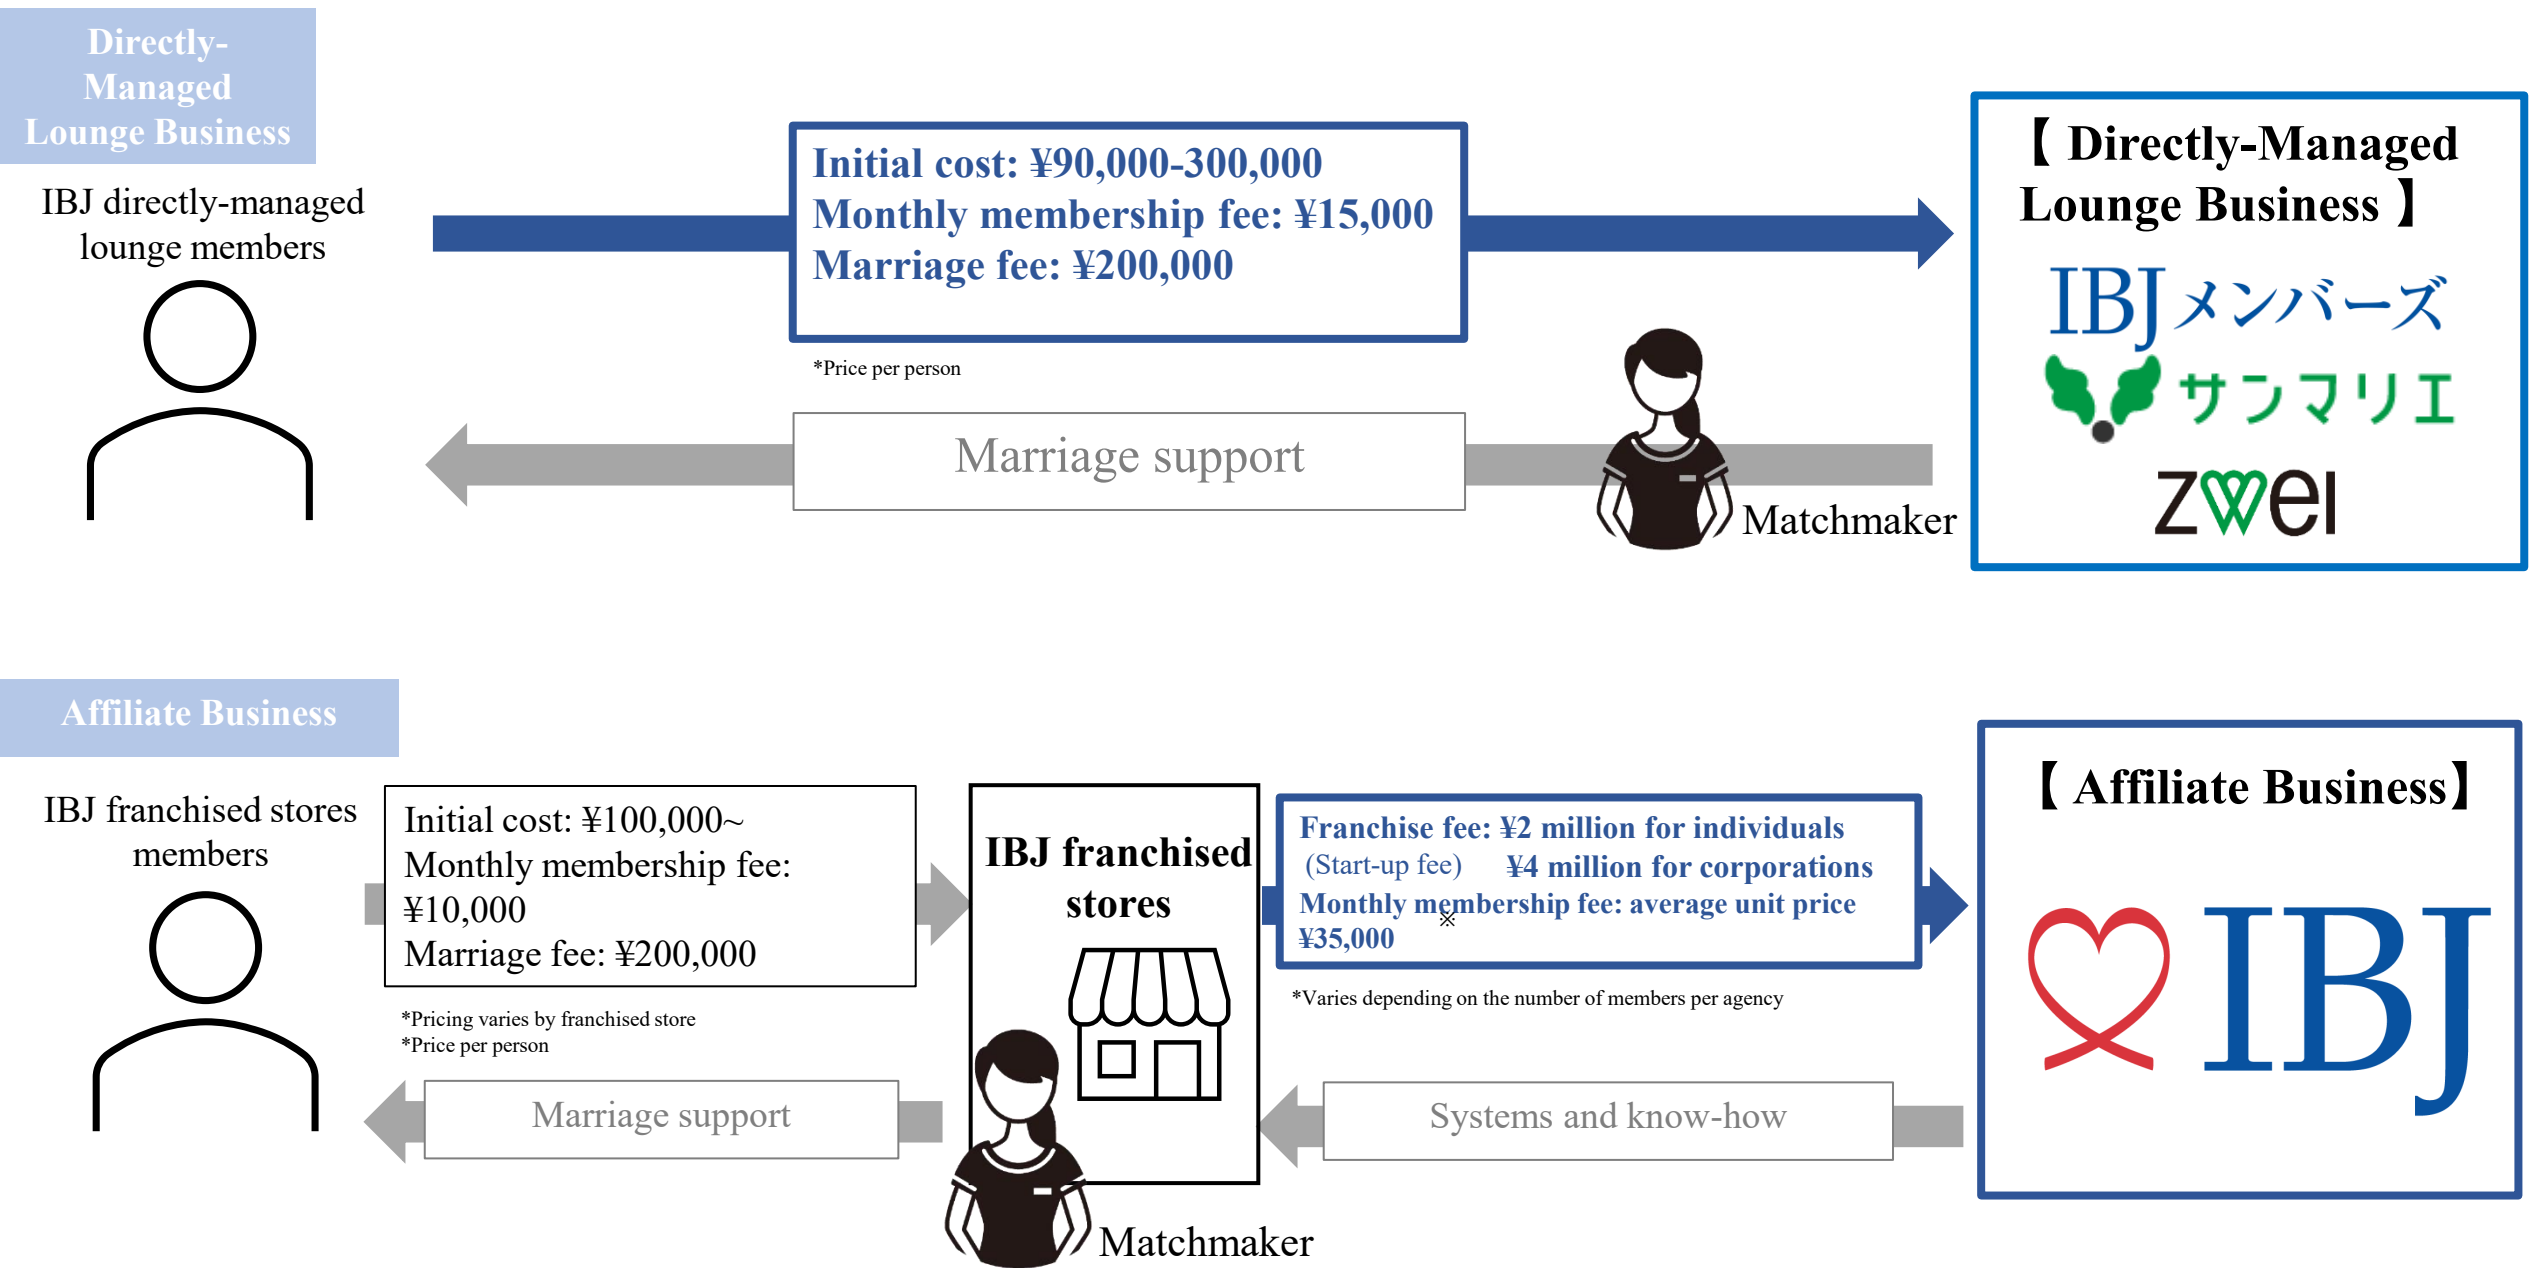 Directly-
Managed
Lounge Business
IBJ directly-managed
lounge members
Initial cost: ¥90,000-300,000
Monthly membership fee: ¥15,000
Marriage fee: ¥200,000
*Price per person
Marriage support
Matchmaker
【 Directly-Managed
Lounge Business 】
IBJメンバーズ
サンマリエ
zwei
Affiliate Business
IBJ franchised stores
members
Initial cost: ¥100,000~
Monthly membership fee:
¥10,000
Marriage fee: ¥200,000
*Pricing varies by franchised store
*Price per person
Marriage support
IBJ franchised
stores
Matchmaker
Franchise fee: ¥2 million for individuals
(Start-up fee) ¥4 million for corporations
Monthly membership fee: average unit price
¥35,000 ※
*Varies depending on the number of members per agency
Systems and know-how
【 Affiliate Business】
IBJ